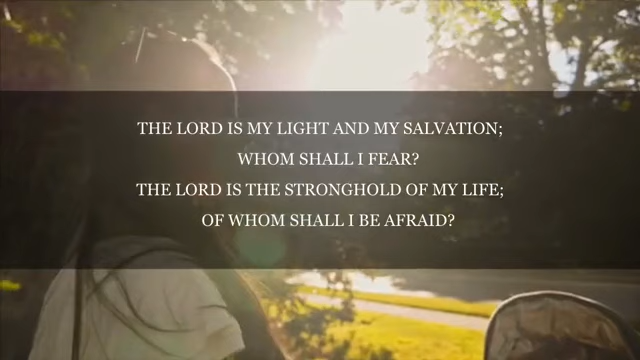 THE LORD IS MY LIGHT AND MY SALVATION;
WHOM SHALL I FEAR?
THE LORD IS THE STRONGHOLD OF MY LIFE;
OF WHOM SHALL I BE AFRAID?